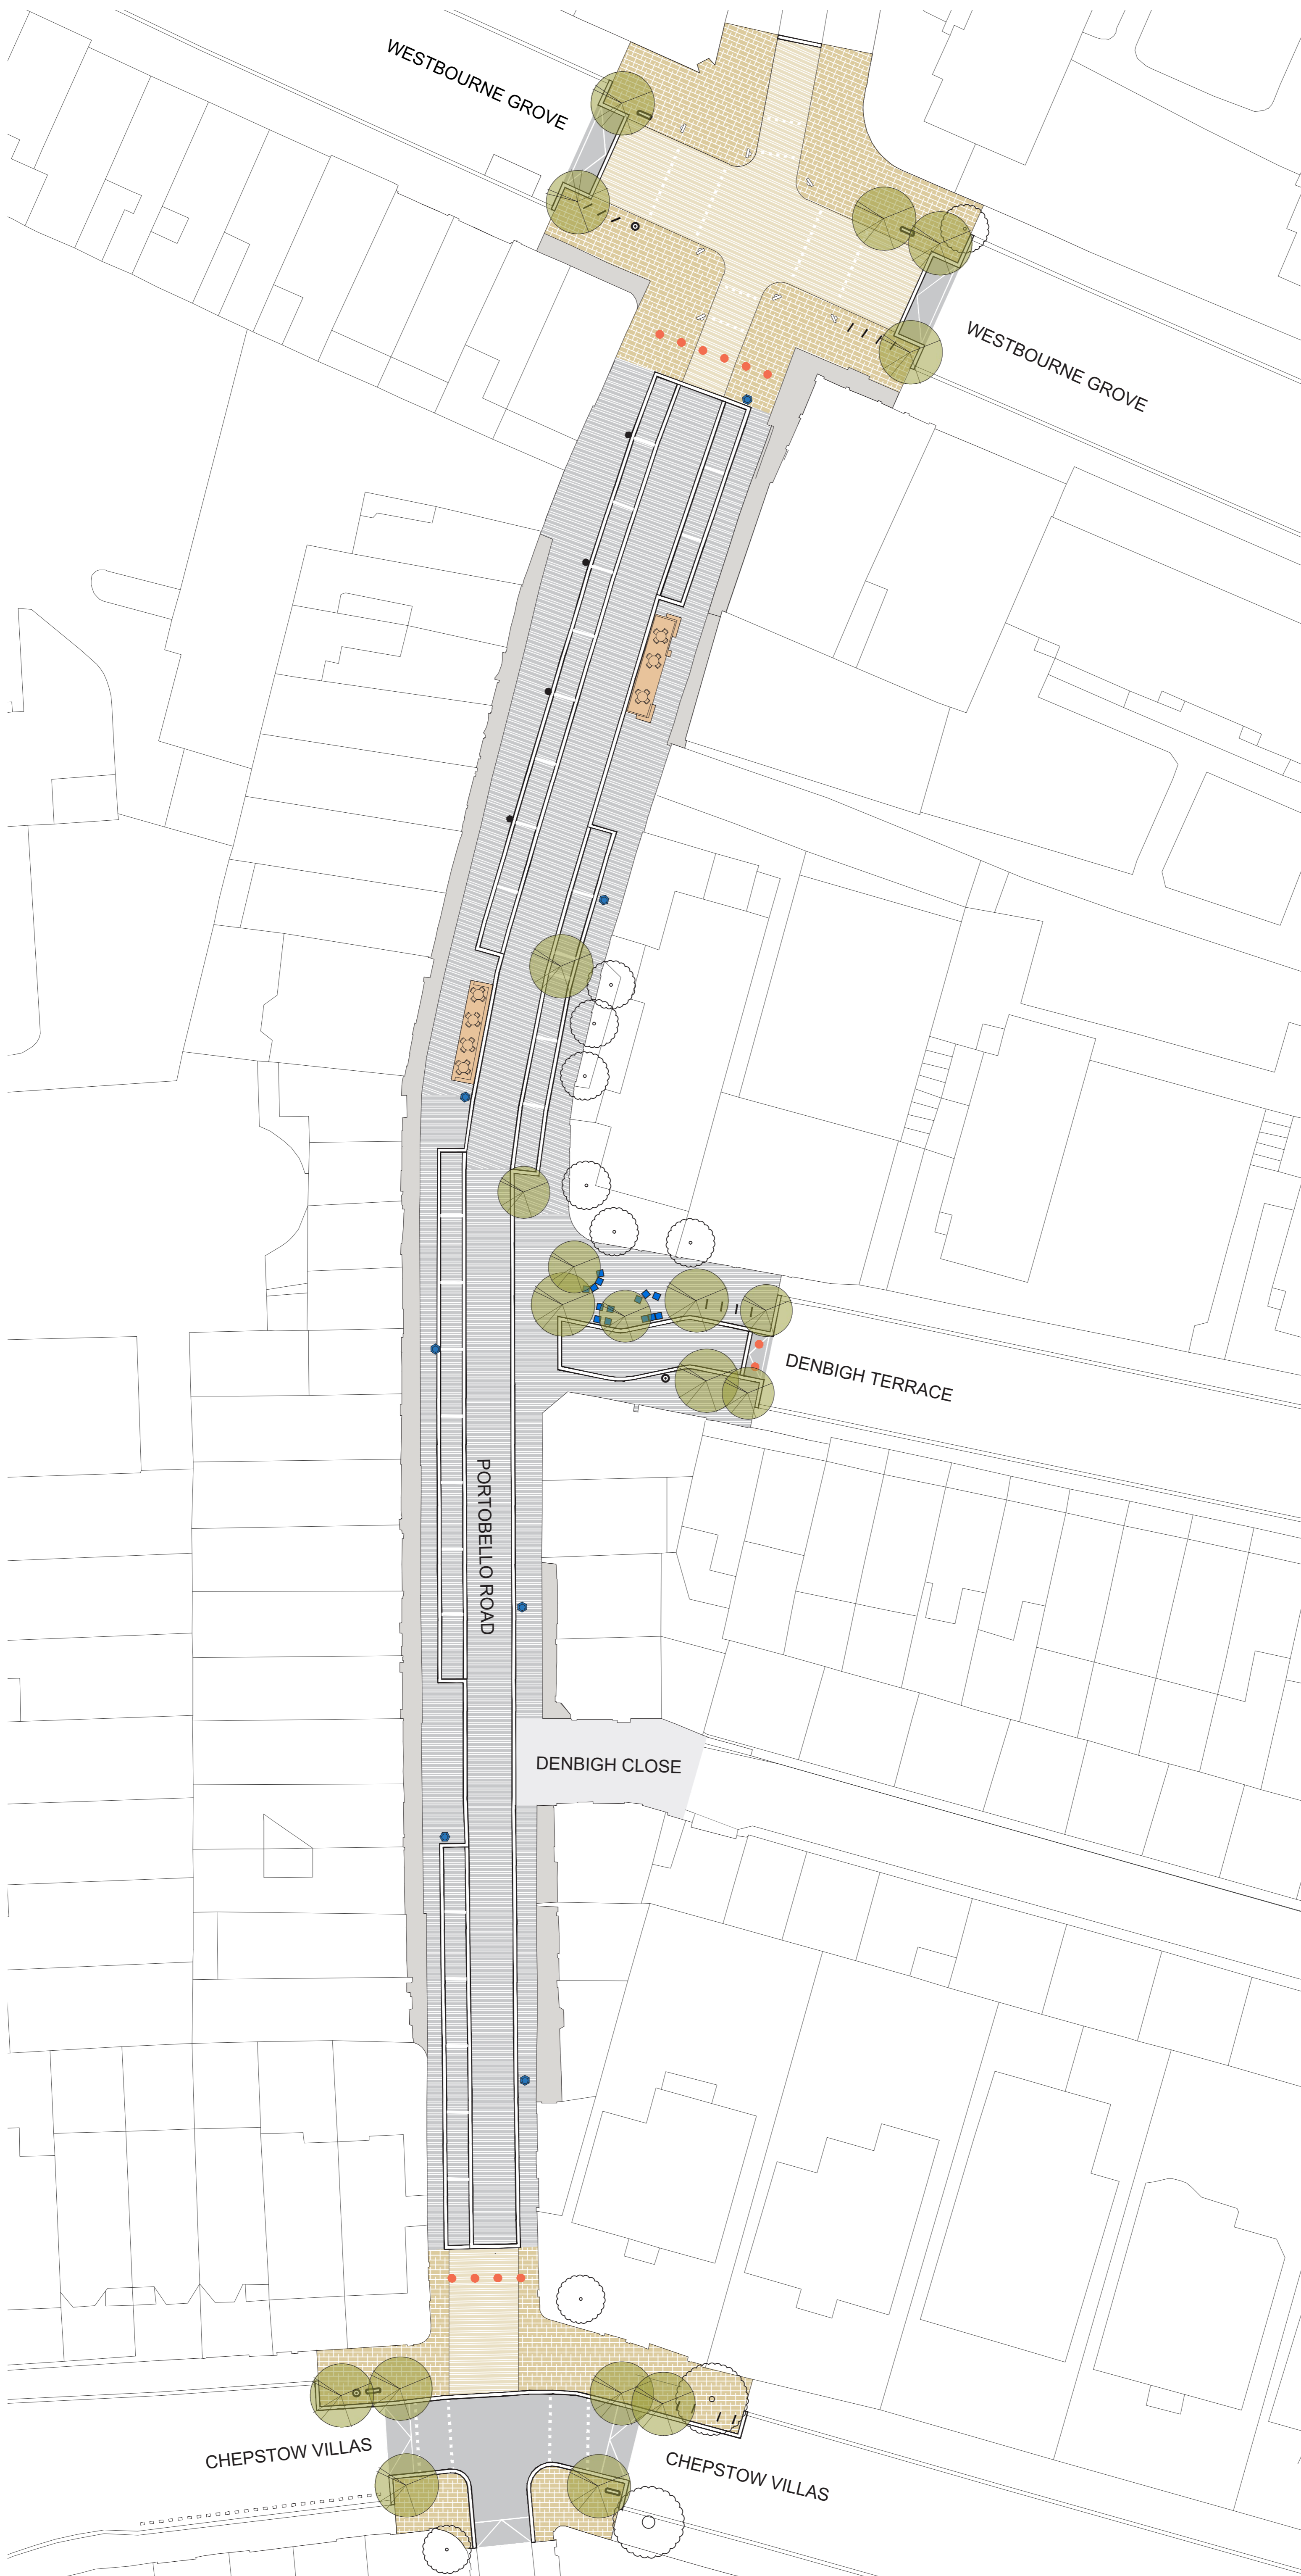 WESTBOURNE GROVE
WESTBOURNE GROVE
DENBIGH TERRACE
PORTOBELLO ROAD
DENBIGH CLOSE
CHEPSTOW VILLAS
CHEPSTOW VILLAS